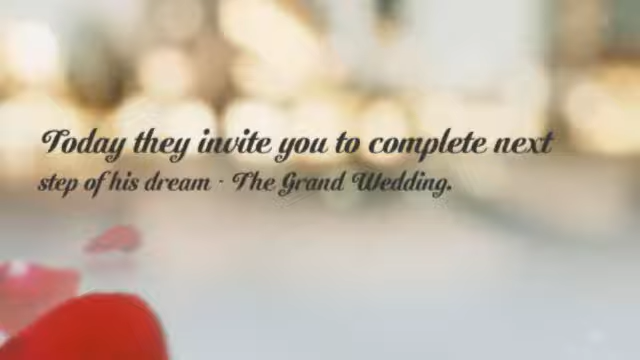 Today they invite you to complete next
step of his dream - The Grand Wedding.